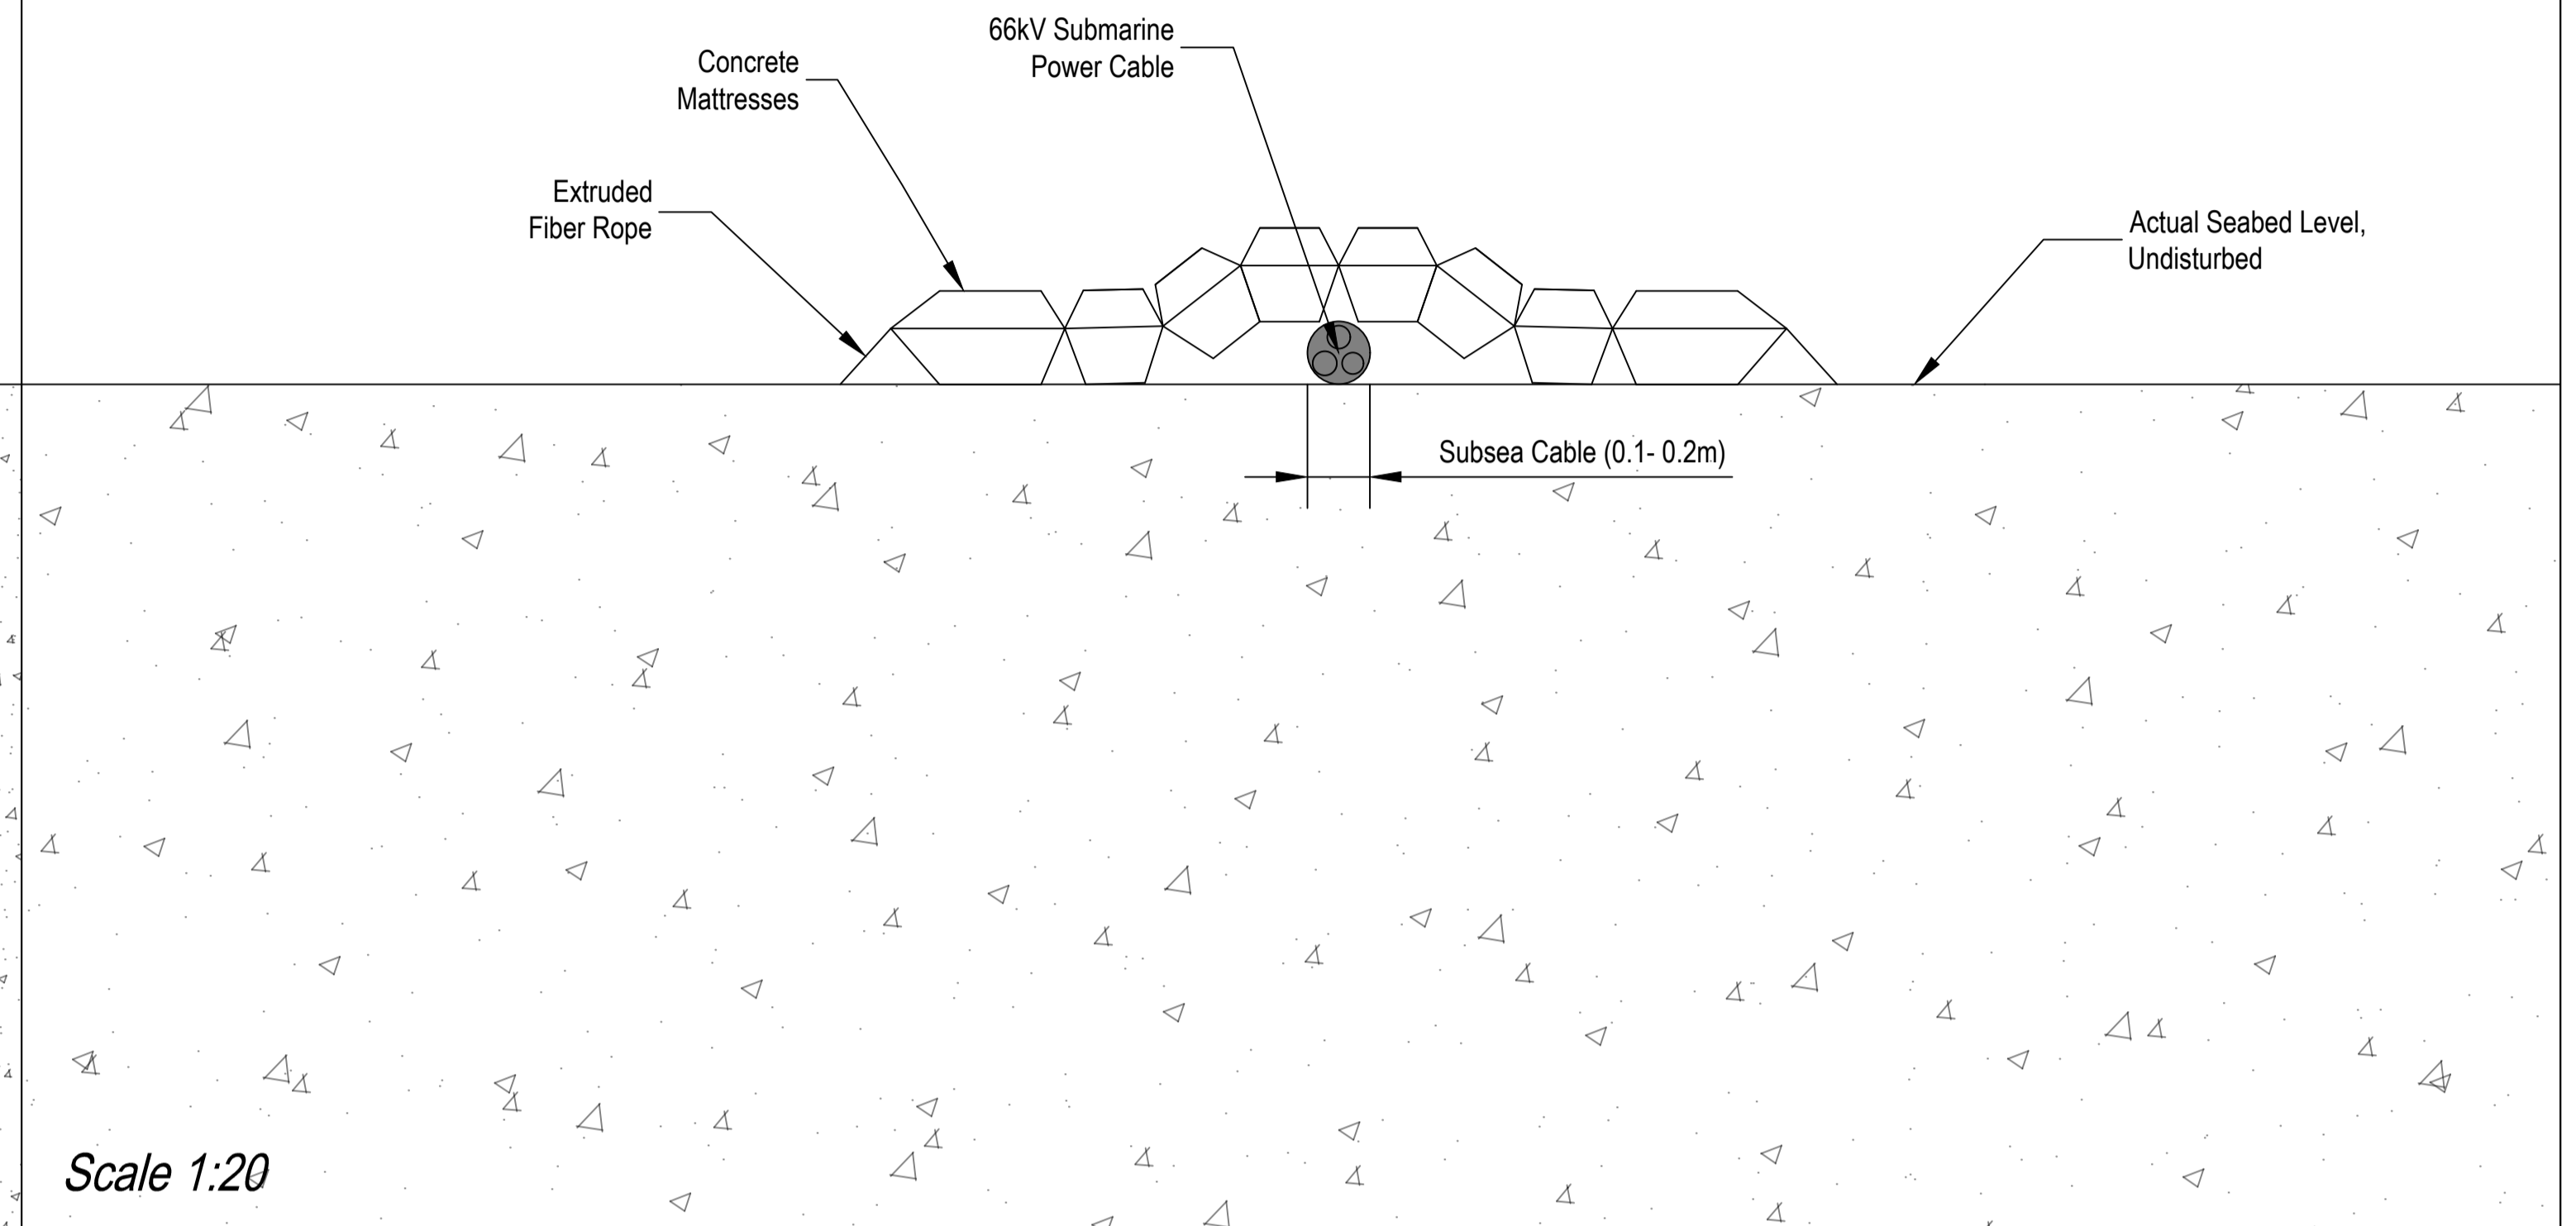 66kV Submarine
Power Cable
Concrete
Mattresses
Extruded
Fiber Rope
Actual Seabed Level,
Undisturbed
Subsea Cable (0.1- 0.2m)
Scale 1:20